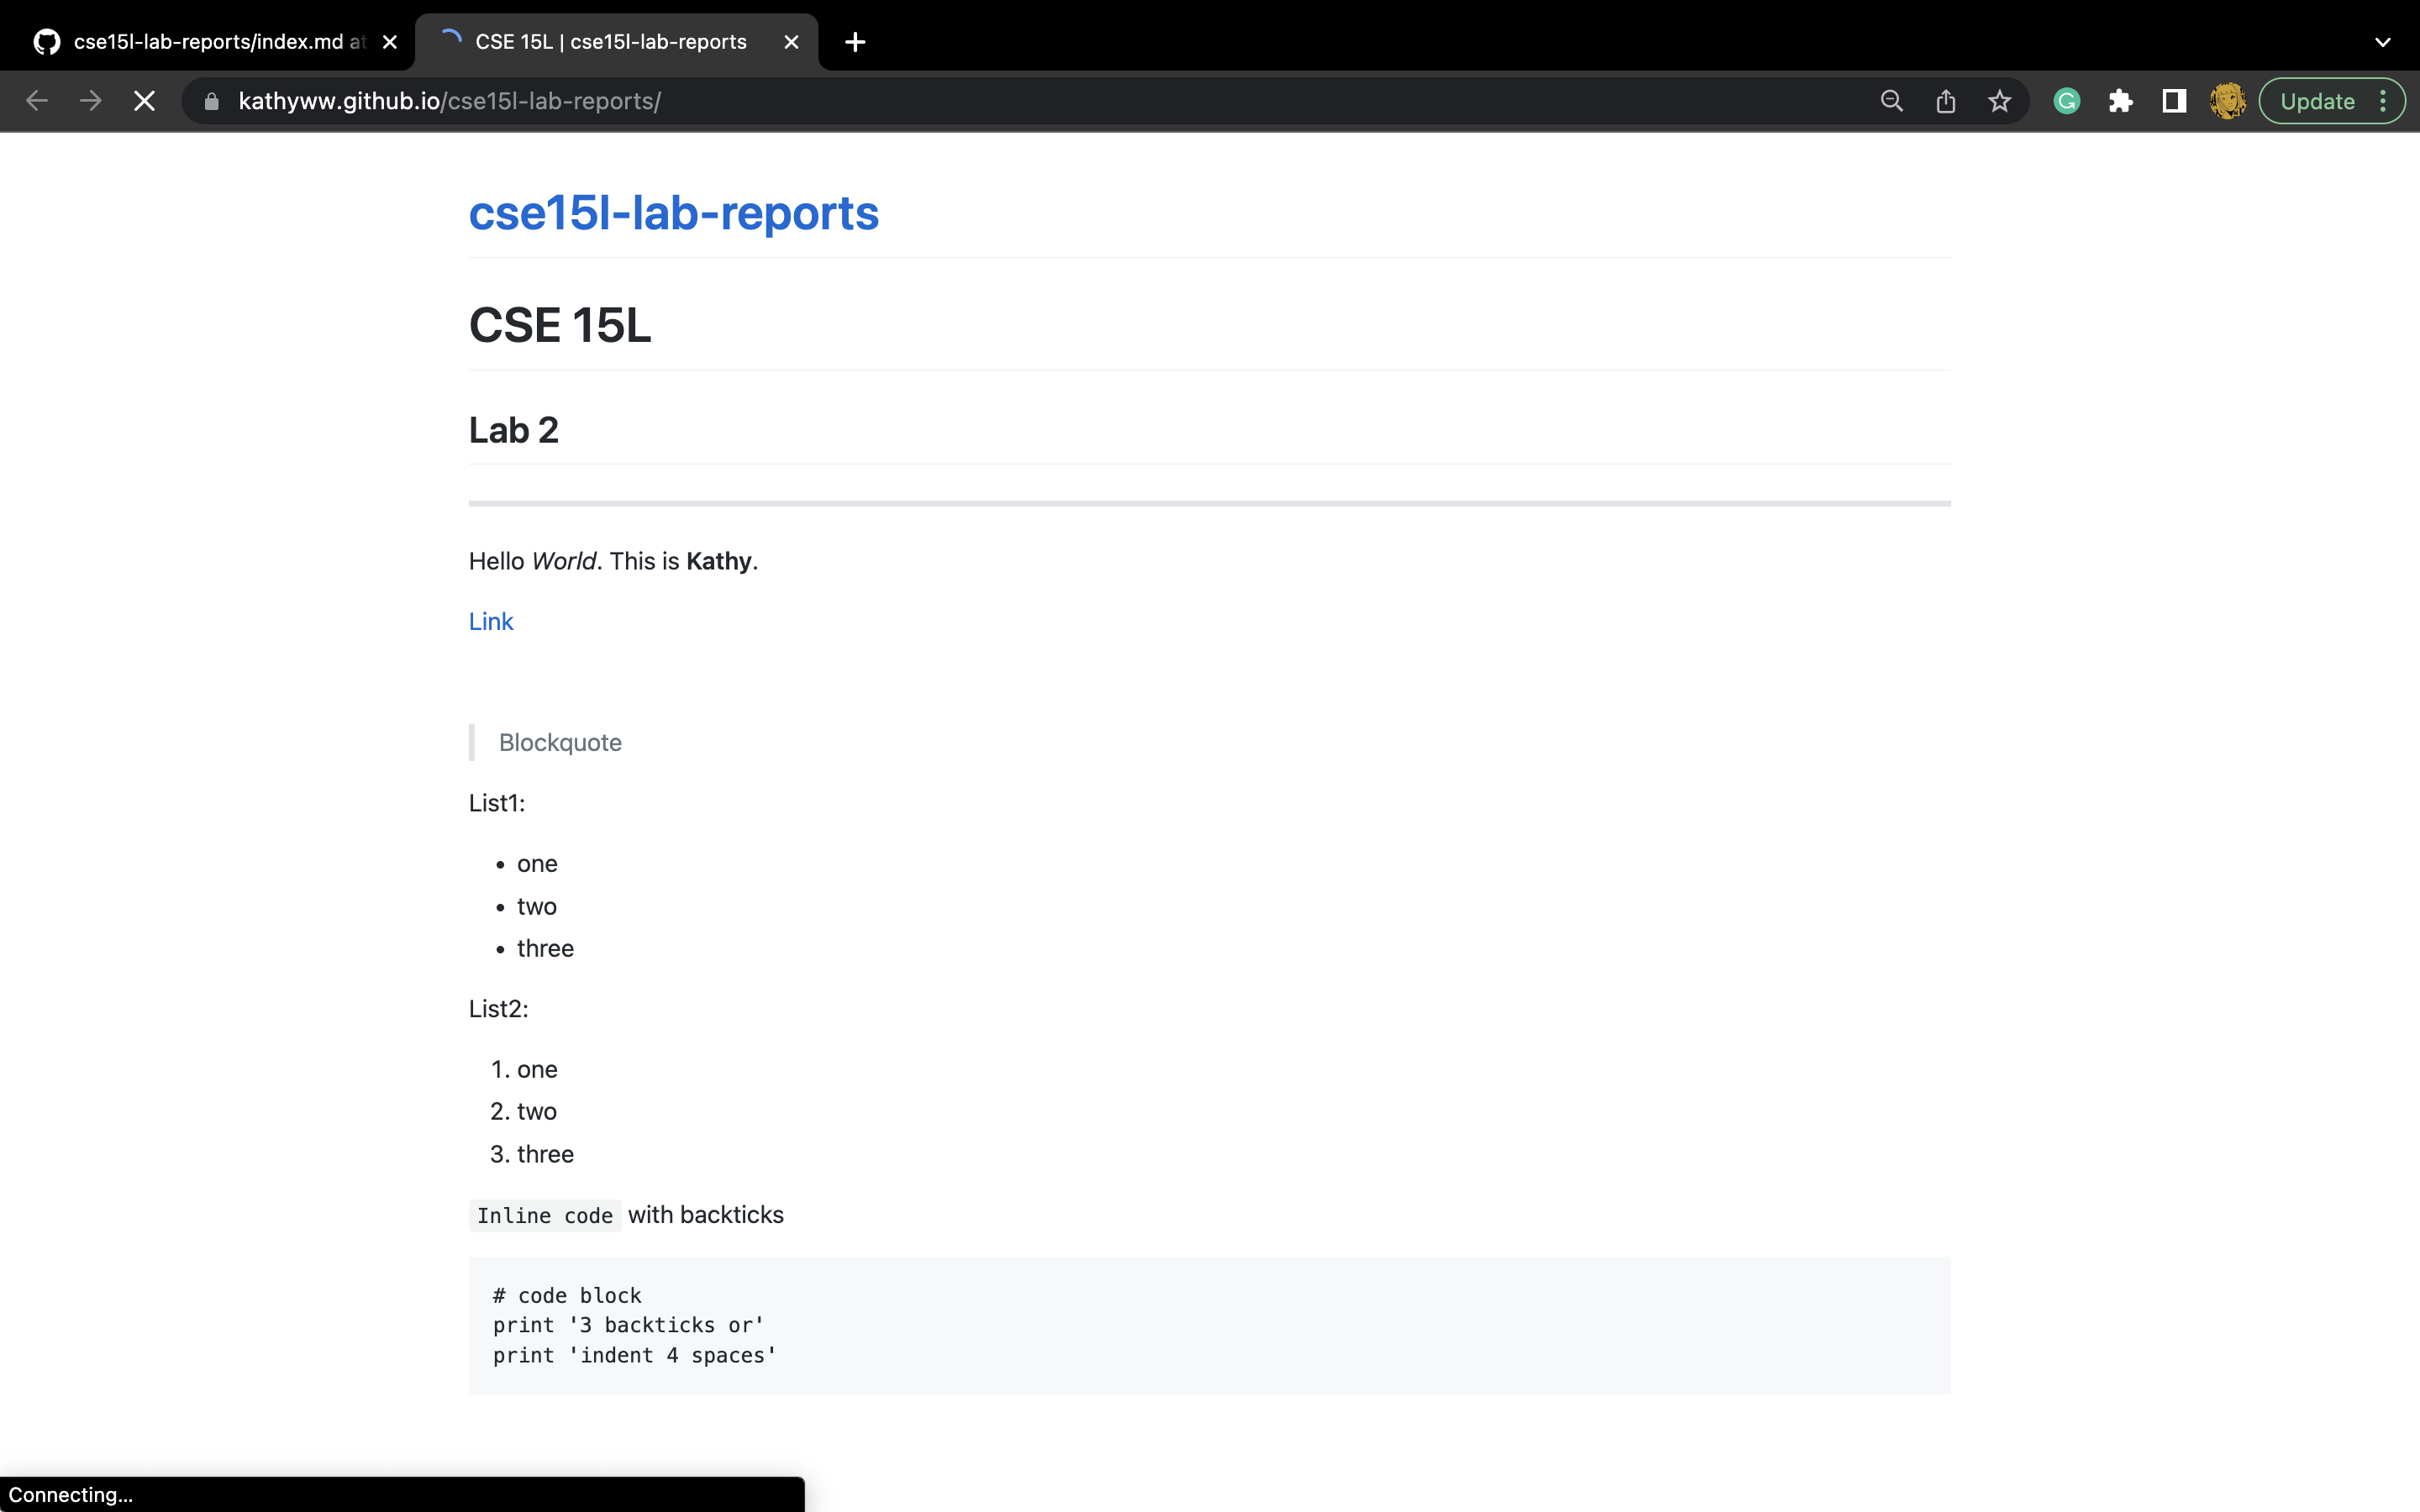 cse15l-lab-reports/index.md at
CSE 15L | cse15l-lab-reports
kathyww.github.io/cse15l-lab-reports/
Update
cse15l-lab-reports
CSE 15L
Lab 2
Hello World. This is Kathy.
Link
Blockquote
List1:
• one
• two
• three
List2:
1. one
2. two
3. three
Inline code with backticks
# code block
print '3 backticks or'
print 'indent 4 spaces'
Connecting...